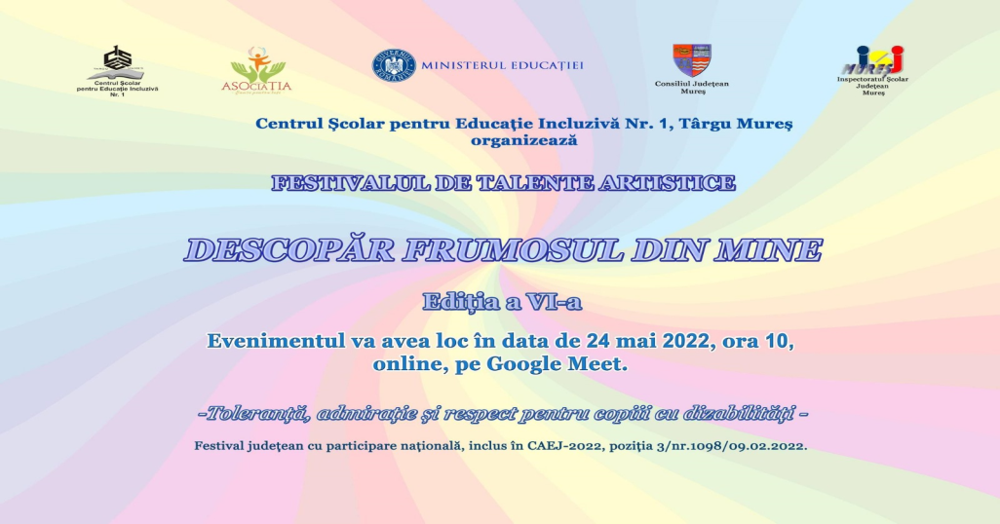 Centrul Școlar
pentru Educație Incluzivă
Nr. 1
ASOCIAȚIA
GUVERNUL ROMÂNIEI
MINISTERUL EDUCAȚIEI
Consiliul Județean
Mureș
MUREȘ
Inspectoratul Școlar
Județean
Mureș
Centrul Școlar pentru Educație Incluzivă Nr. 1, Târgu Mureș
organizează
FESTIVALUL DE TALENTE ARTISTICE
DESCOPĂR FRUMOSUL DIN MINE
Ediția a VI-a
Evenimentul va avea loc în data de 24 mai 2022, ora 10,
online, pe Google Meet.
-Toleranță, admirație și respect pentru copiii cu dizabilități -
Festival județean cu participare națională, inclus în CAEJ-2022, poziția 3/nr.1098/09.02.2022.